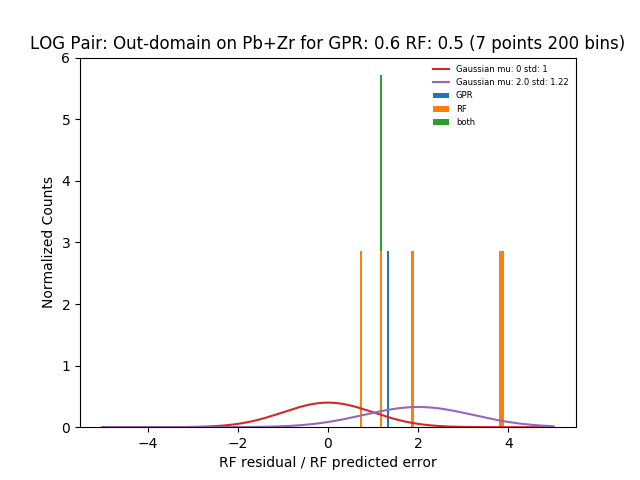 LOG Pair: Out-domain on Pb+Zr for GPR: 0.6 RF: 0.5 (7 points 200 bins)
Gaussian mu: 0 std: 1
Gaussian mu: 2.0 std: 1.22
GPR
RF
both
Normalized Counts
6
5
4
3
2
1
0
−4
−2
0
2
4
RF residual / RF predicted error